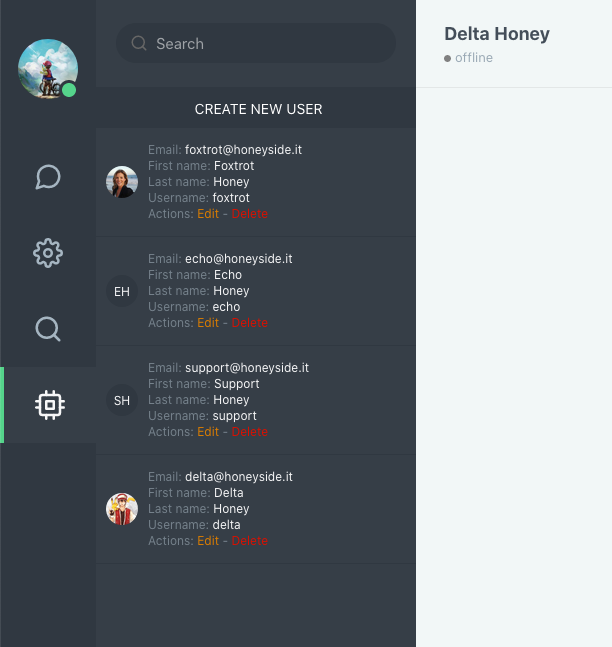 Search
Delta Honey
offline
CREATE NEW USER
Email: foxtrot@honeyside.it
First name: Foxtrot
Last name: Honey
Username: foxtrot
Actions: Edit - Delete
EH
Email: echo@honeyside.it
First name: Echo
Last name: Honey
Username: echo
Actions: Edit - Delete
SH
Email: support@honeyside.it
First name: Support
Last name: Honey
Username: support
Actions: Edit - Delete
Email: delta@honeyside.it
First name: Delta
Last name: Honey
Username: delta
Actions: Edit - Delete